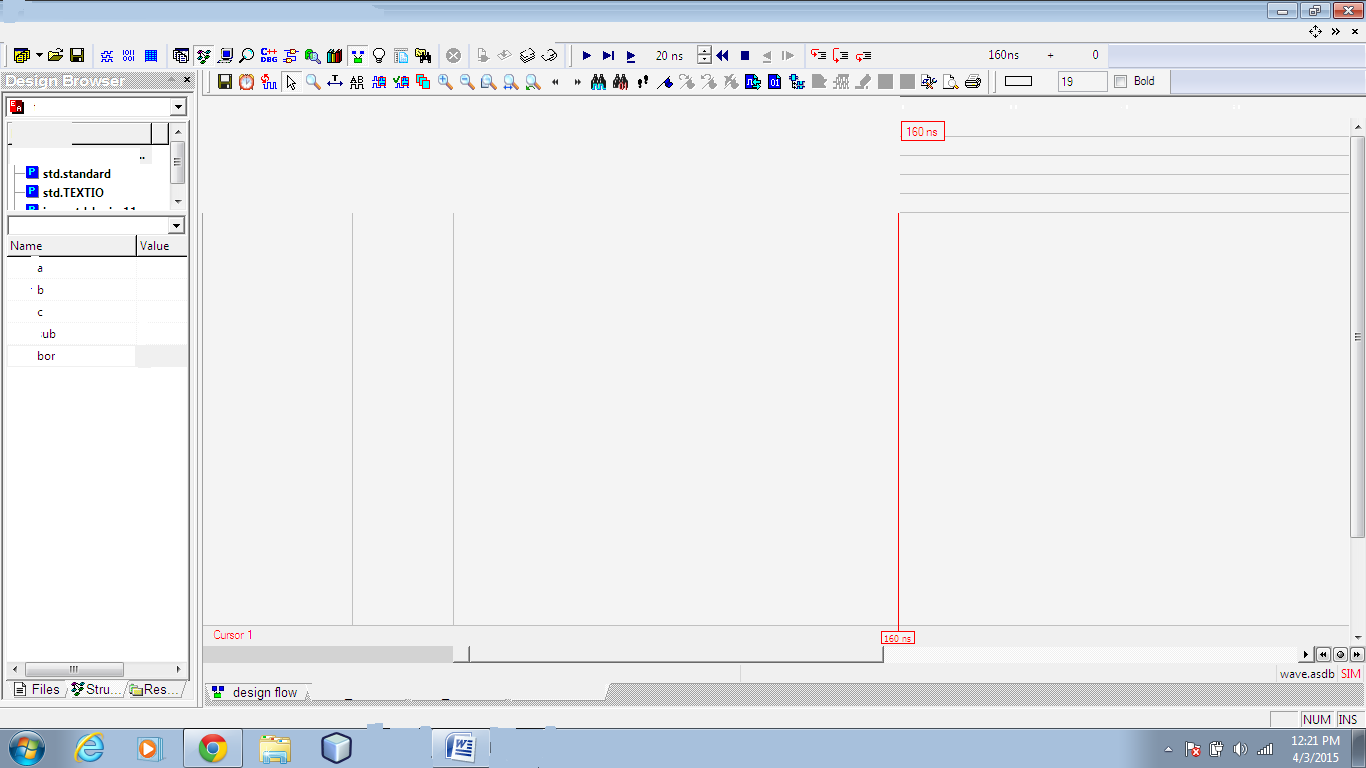 20 ns
160ns + 0
Design Browser
C++
DBG
AB
19
Bold
160 ns
..
std.standard
std.TEXTIO
Name Value
a
b
c
ub
bor
Cursor 1
160 ns
wave.asdb SIM
Files Stru... Res...
design flow
NUM INS
12:21 PM
4/3/2015